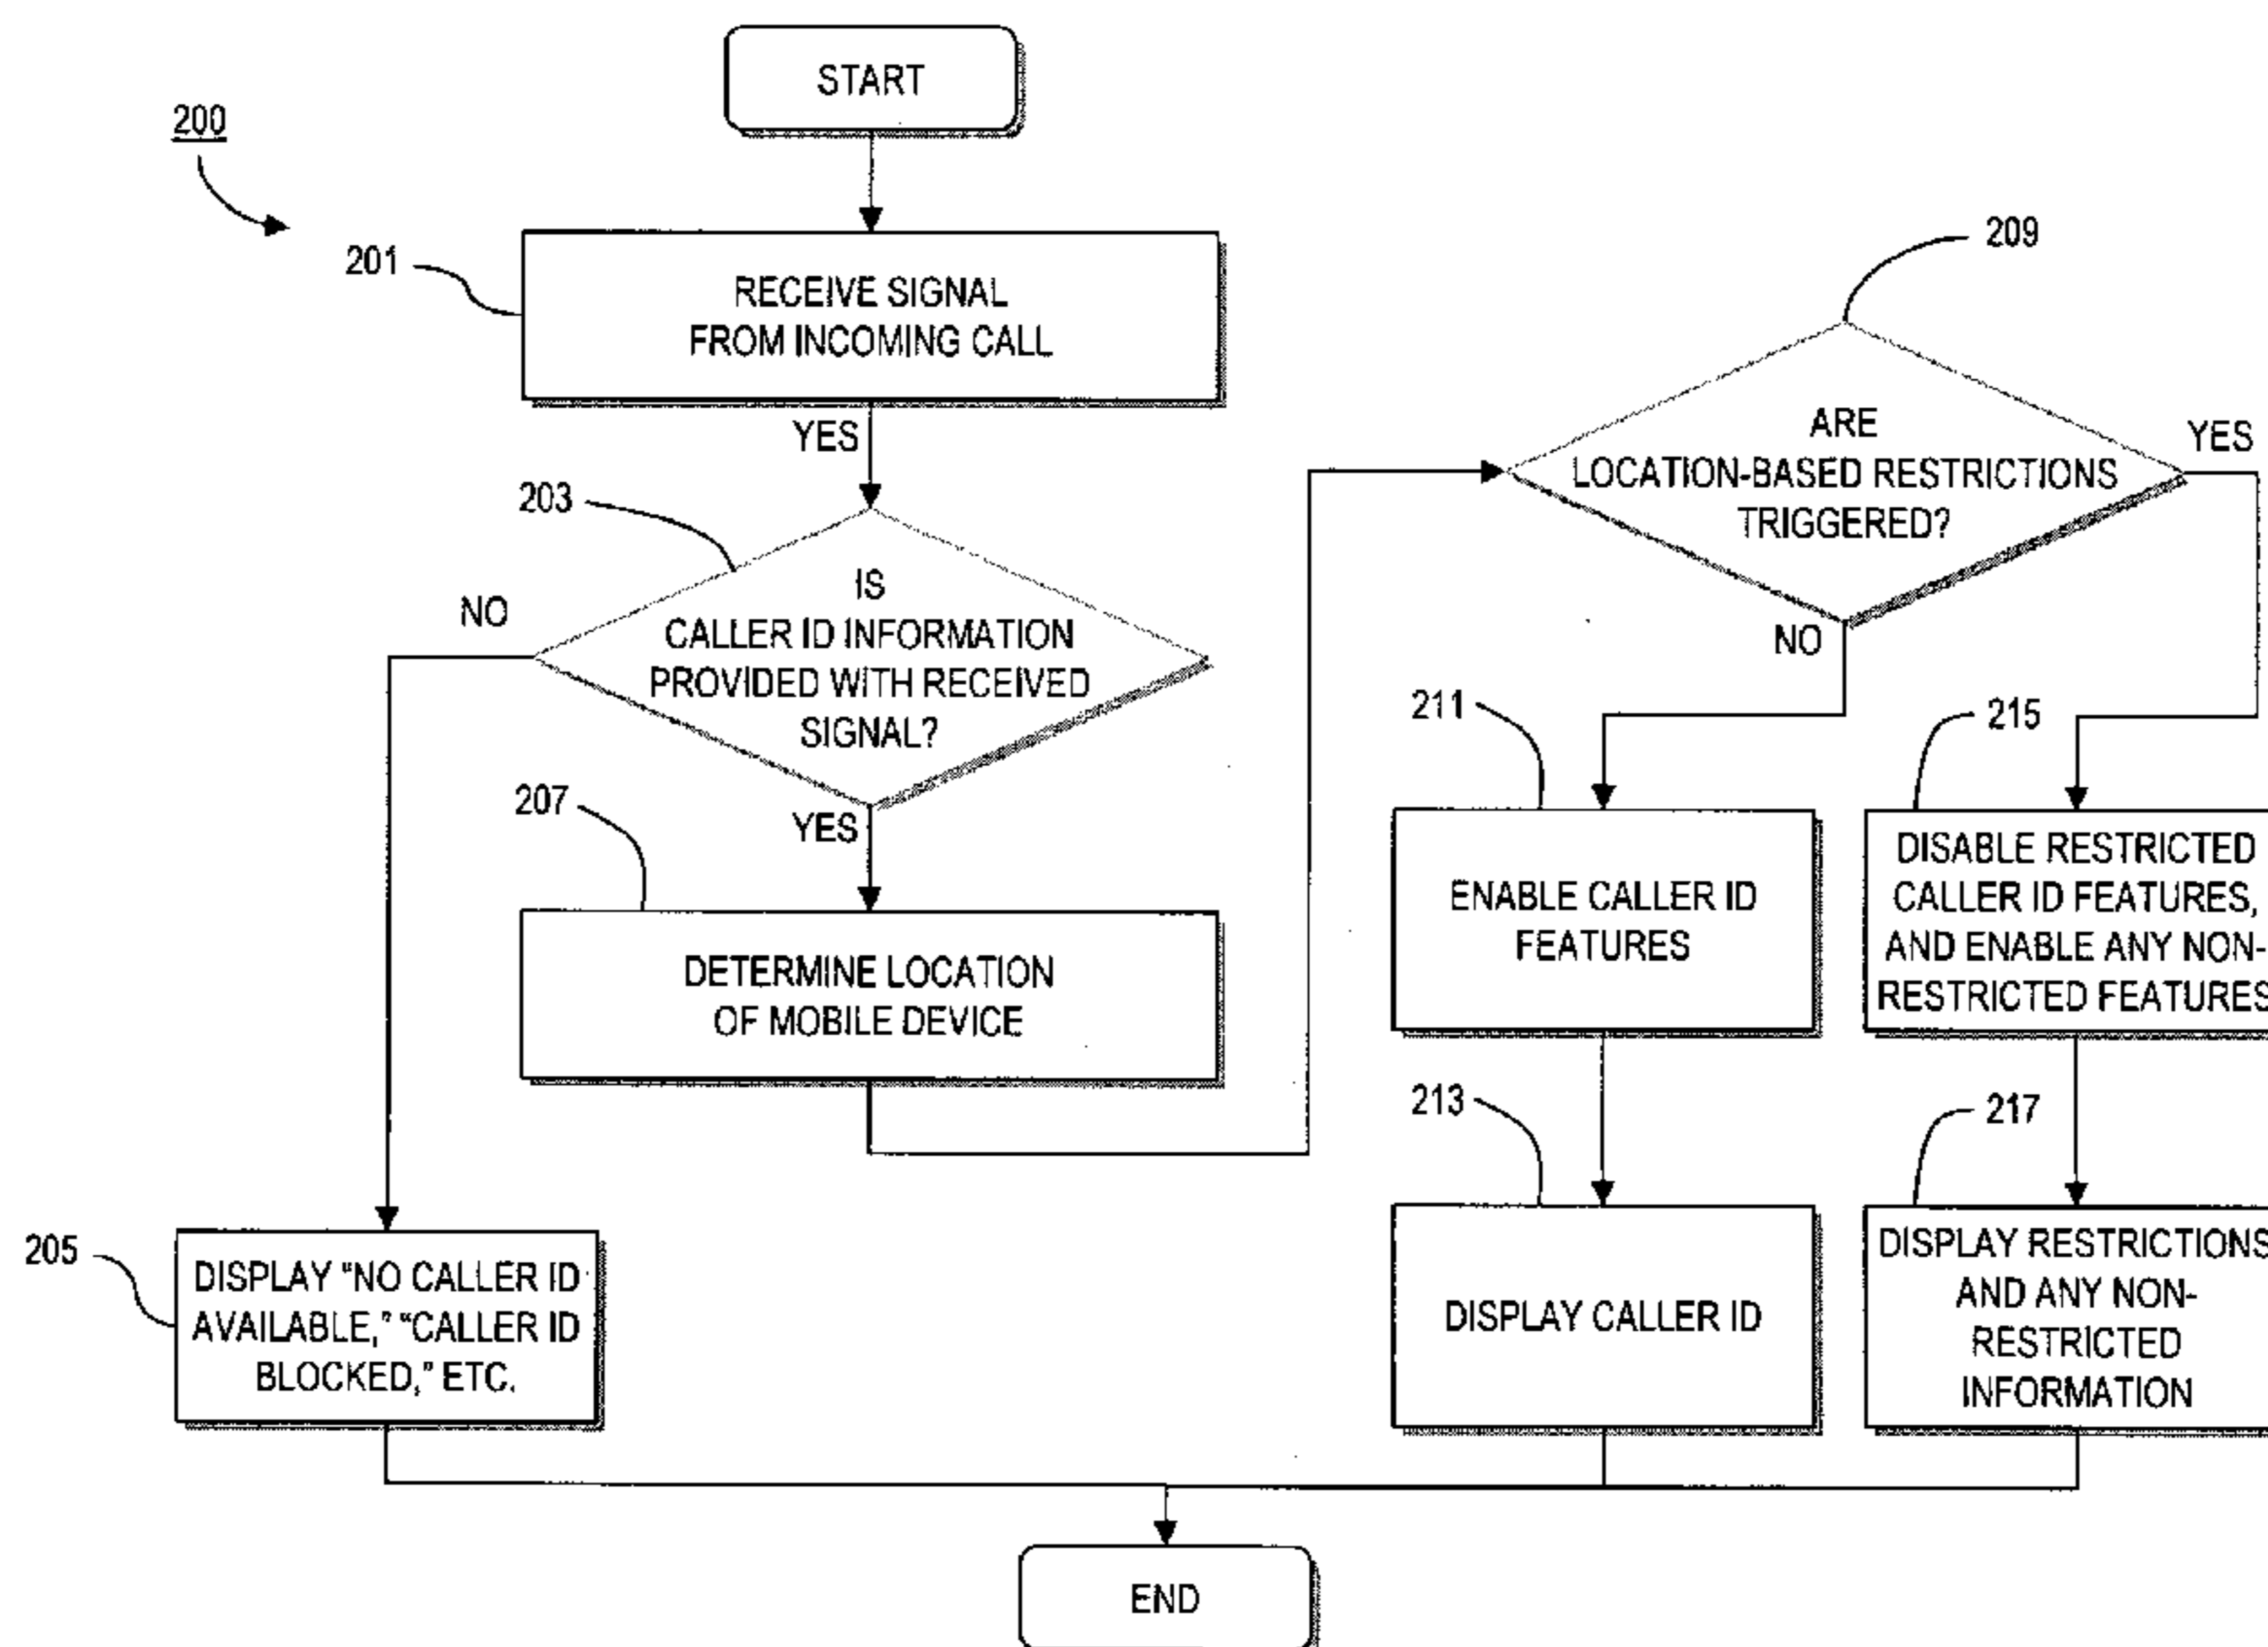 START
200
201
RECEIVE SIGNAL
FROM INCOMING CALL
YES
203
IS
CALLER ID INFORMATION
PROVIDED WITH RECEIVED
SIGNAL?
NO
YES
207
DETERMINE LOCATION
OF MOBILE DEVICE
205
DISPLAY "NO CALLER ID
AVAILABLE," "CALLER ID
BLOCKED," ETC.
209
ARE
LOCATION-BASED RESTRICTIONS
TRIGGERED?
YES
NO
211
ENABLE CALLER ID
FEATURES
215
DISABLE RESTRICTED
CALLER ID FEATURES,
AND ENABLE ANY NON-
RESTRICTED FEATURES
213
DISPLAY CALLER ID
217
DISPLAY RESTRICTIONS
AND ANY NON-
RESTRICTED
INFORMATION
END